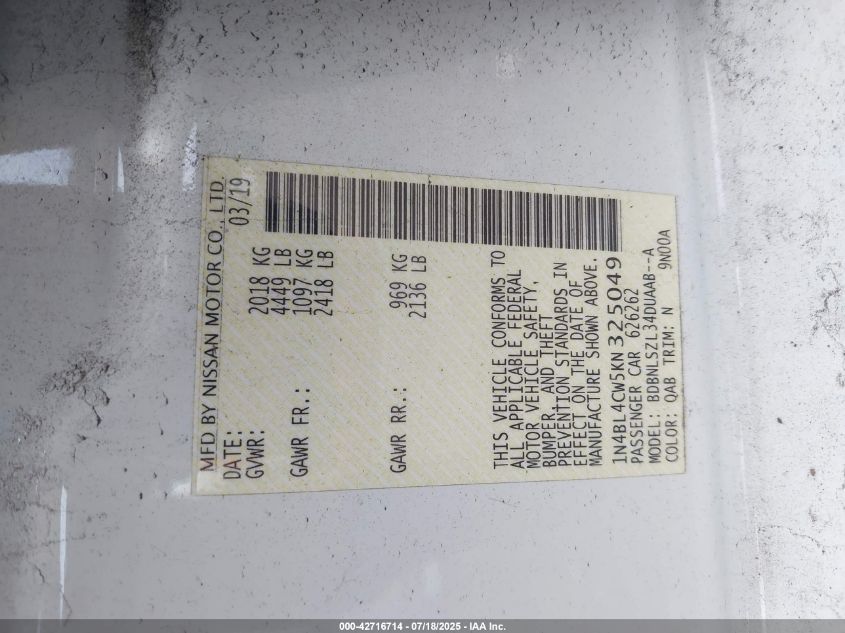 MFD BY NISSAN MOTOR CO., LTD
DATE: 03/19
GVWR: 2018 KG
4449 LB
GAWR FR.: 1097 KG
2418 LB
GAWR RR.: 969 KG
2136 LB
THIS VEHICLE CONFORMS TO
ALL APPLICABLE FEDERAL
MOTOR VEHICLE SAFETY,
BUMPER, AND THEFT
PREVENTION STANDARDS IN
EFFECT ON THE DATE OF
MANUFACTURE SHOWN ABOVE.
1N4BL4CW5KN325049
PASSENGER CAR 626262
MODEL: BDBNLSZL34DUAAB--A
COLOR: QAB TRIM: N 9N00A
000-42716714 - 07/18/2025 - IAA Inc.